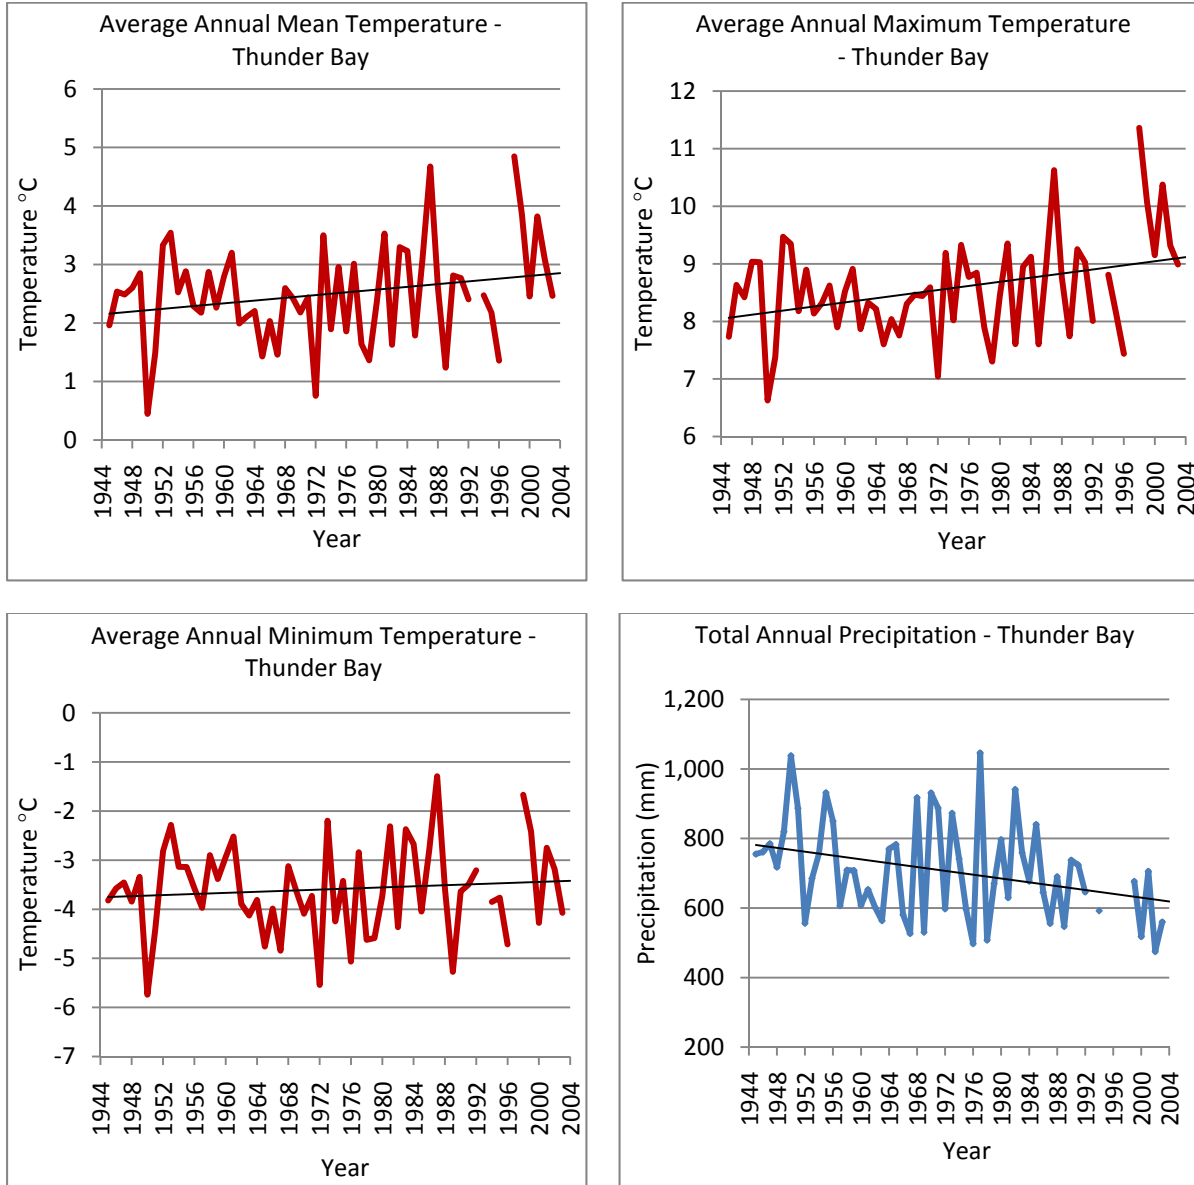 Average Annual Mean Temperature -
Thunder Bay
6
5
4
3
2
1
0
Temperature °C
1944 1948 1952 1956 1960 1964 1968 1972 1976 1980 1984 1988 1992 1996 2000 2004
Year
Average Annual Maximum Temperature
- Thunder Bay
12
11
10
9
8
7
6
Temperature °C
1944 1948 1952 1956 1960 1964 1968 1972 1976 1980 1984 1988 1992 1996 2000 2004
Year
Average Annual Minimum Temperature -
Thunder Bay
0
-1
-2
-3
-4
-5
-6
-7
Temperature °C
1944 1948 1952 1956 1960 1964 1968 1972 1976 1980 1984 1988 1992 1996 2000 2004
Year
Total Annual Precipitation - Thunder Bay
1,200
1,000
800
600
400
200
Precipitation (mm)
1944 1948 1952 1956 1960 1964 1968 1972 1976 1980 1984 1988 1992 1996 2000 2004
Year